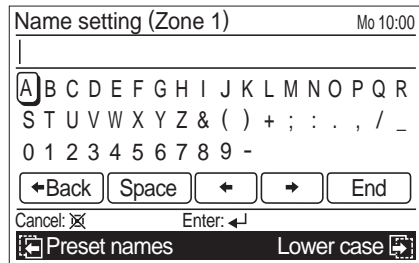 Name setting (Zone 1) Mo 10:00
A B C D E F G H I J K L M N O P Q R
S T U V W X Y Z & ( ) + ; : . , / _
0 1 2 3 4 5 6 7 8 9 -
←Back Space ← → End
Cancel: Enter: ↵
Preset names Lower case